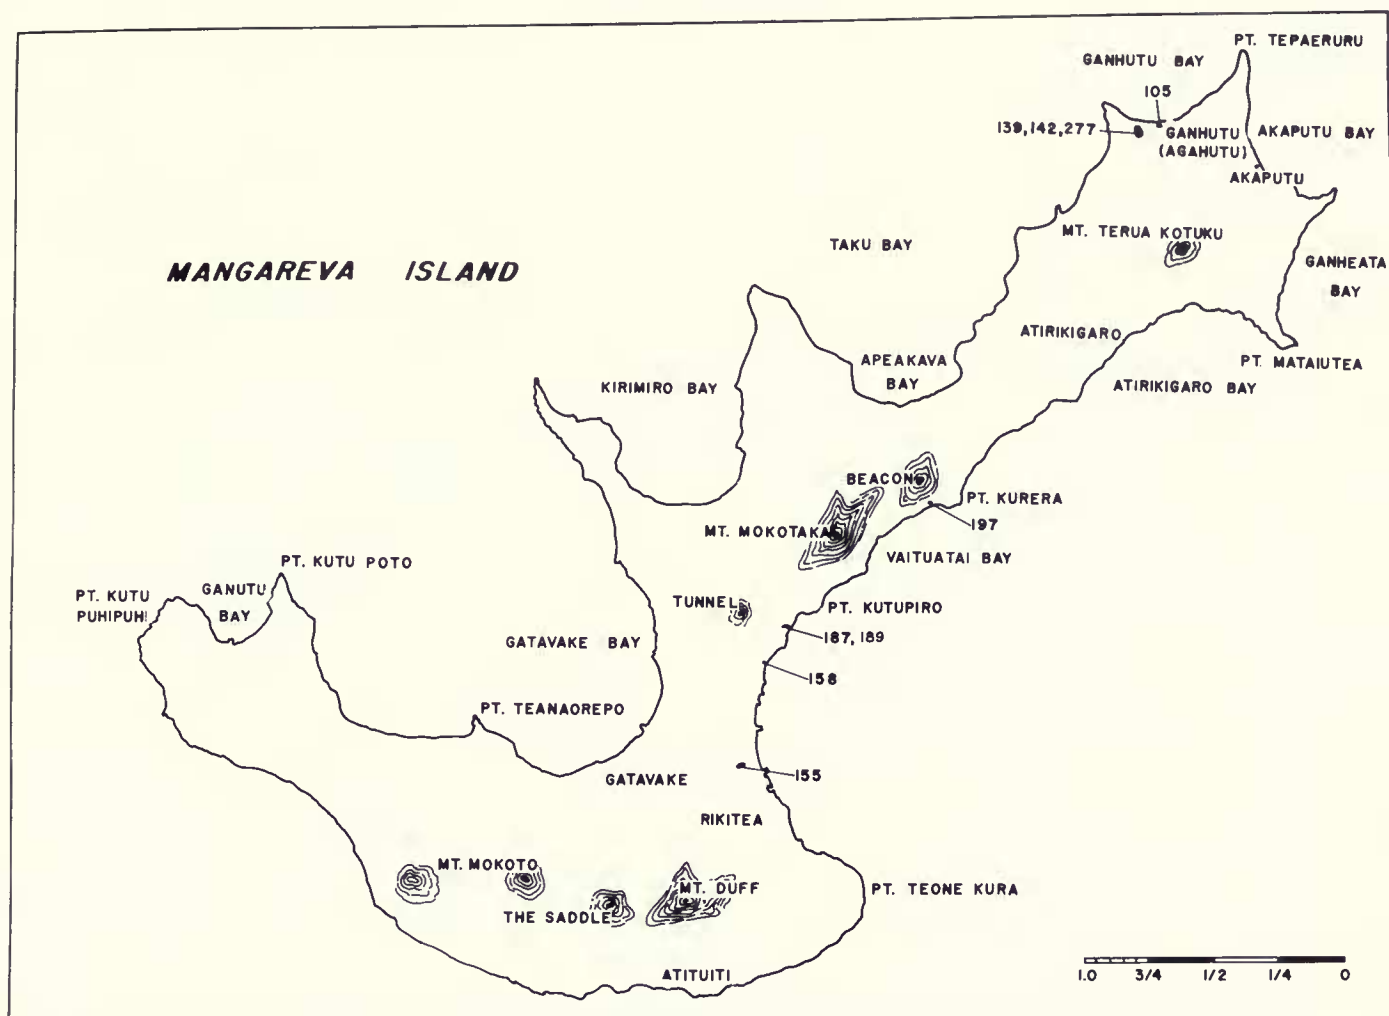 PT. TEPAERURU
GANHUTU BAY
105
139,142,277
GANHUTU
(AGAHUTU)
AKAPUTU BAY
AKAPUTU
MT. TERUA KOTUKU
TAKU BAY
GANHEATA
BAY
MANGAREVA ISLAND
ATIRIKIGARO
PT. MATAIUTEA
APEAKAVA
BAY
KIRIMIRO BAY
ATIRIKIGARO BAY
BEACON
PT. KURERA
197
MT. MOKOTAKA
VAITUATAI BAY
PT. KUTU POTO
PT. KUTU
PUHIPUHI
GANUTU
BAY
TUNNEL
PT. KUTUPIRO
187, 189
GATAVAKE BAY
158
PT. TEANAOREPO
GATAVAKE
155
RIKITEA
MT. MOKOTO
MT. DUFF
PT. TEONE KURA
THE SADDLE
ATITUITI
1.0 3/4 1/2 1/4 0